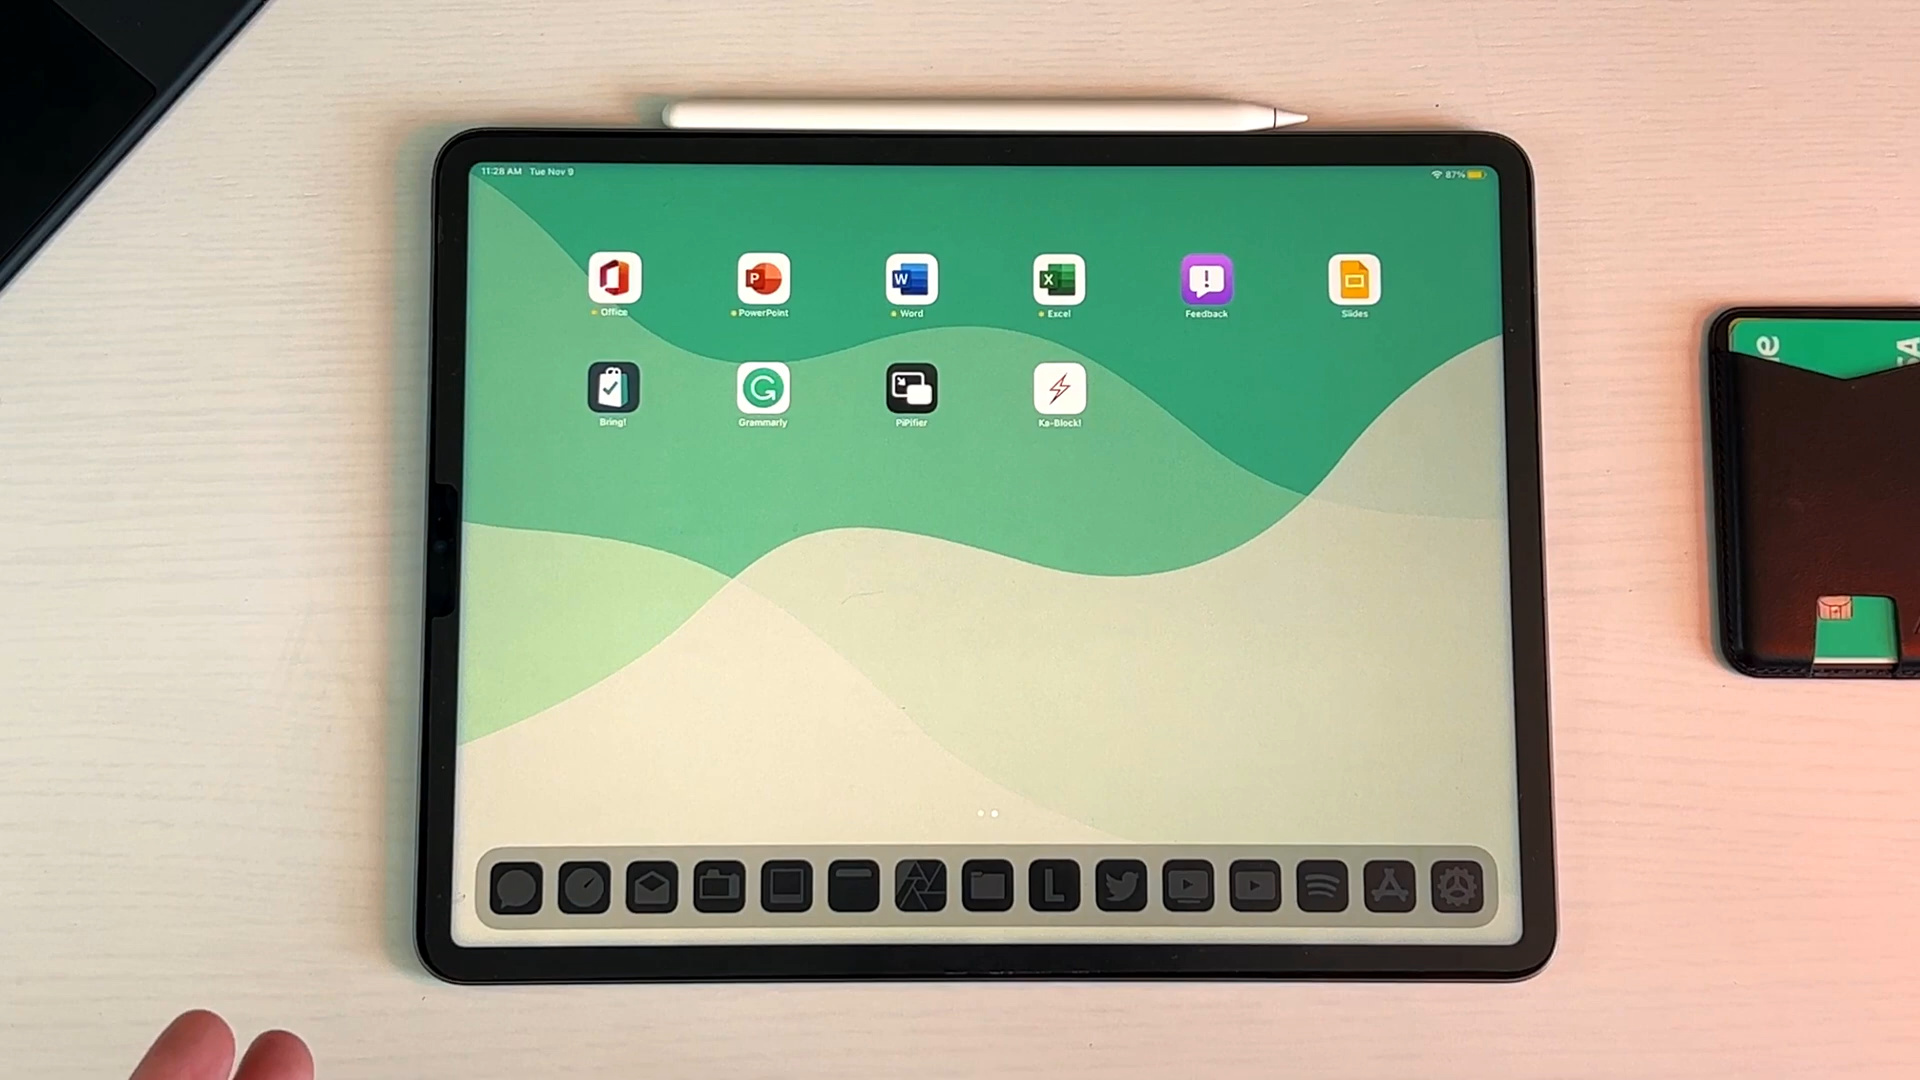 11:28 AM Tue Nov 9
87%
Office PowerPoint Word Excel Feedback Slides
P W X
Bring! Grammarly PiPifier Ka-Block!
L